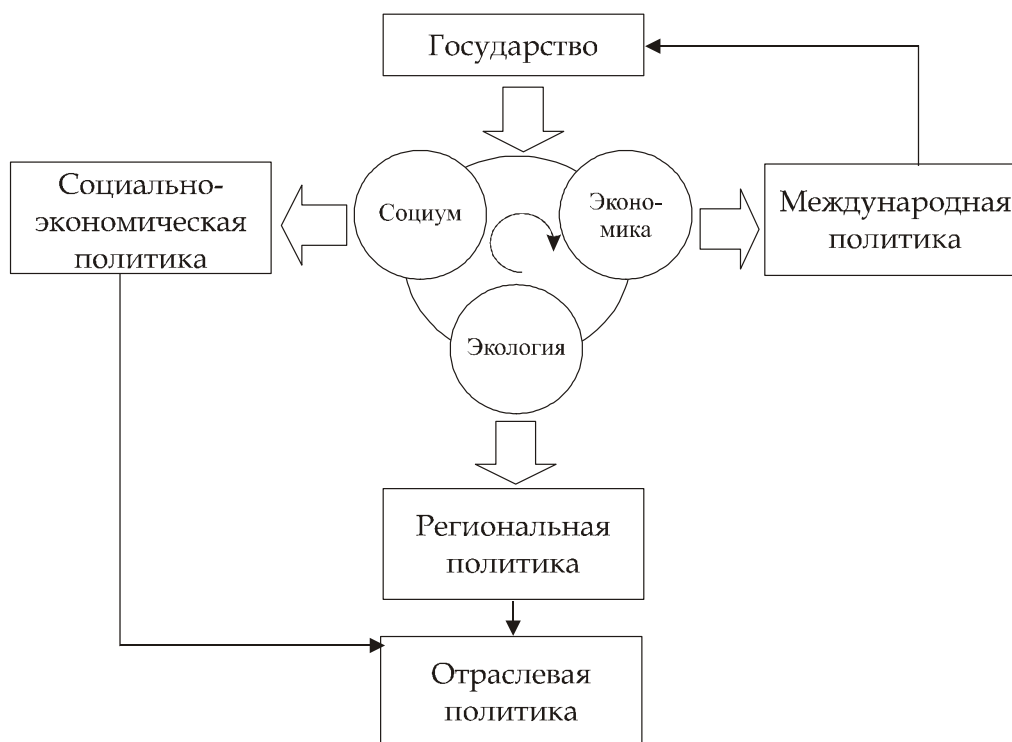 Государство
Социально-
экономическая
политика
Социум
Эконо-
мика
Международная
политика
Экология
Региональная
политика
Отраслевая
политика